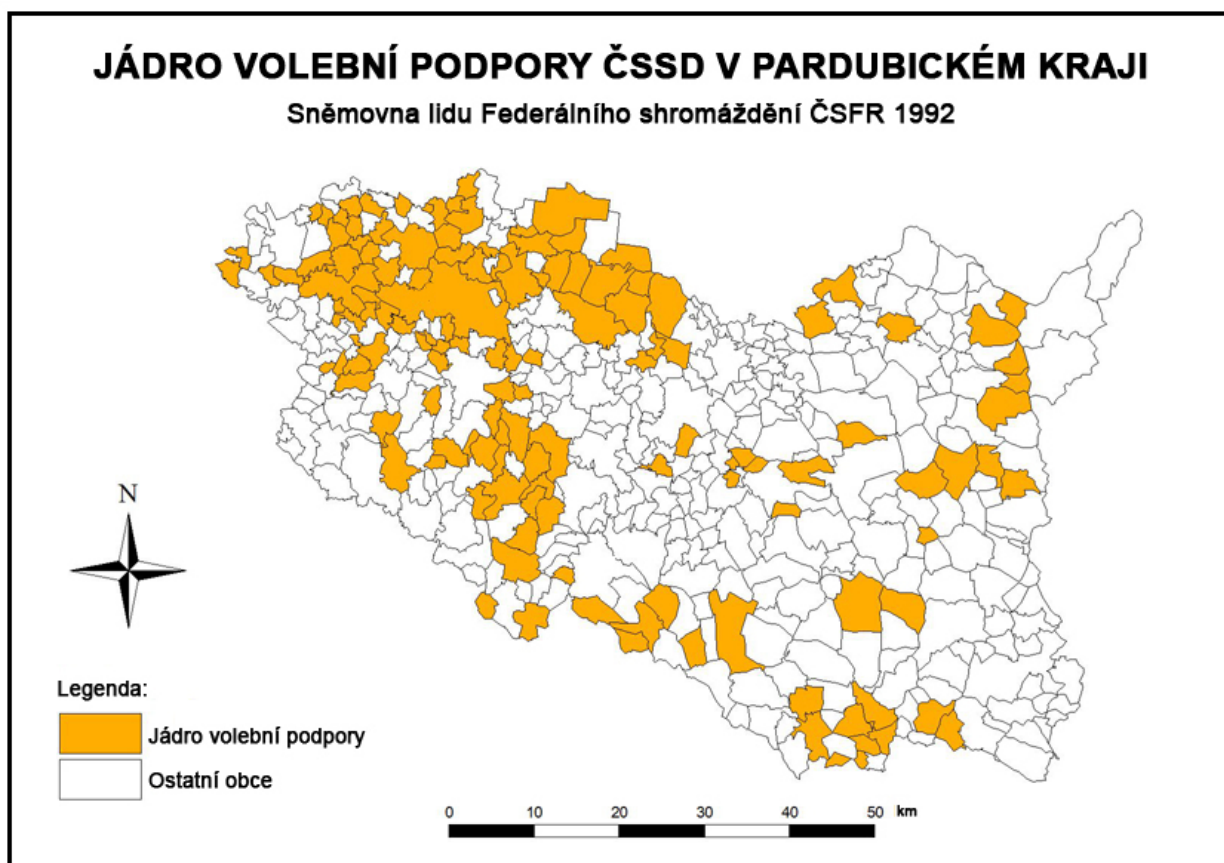 JÁDRO VOLEBNÍ PODPORY ČSSD V PARDUBICKÉM KRAJI
Sněmovna lidu Federálního shromáždění ČSFR 1992
N
Legenda:
Jádro volební podpory
Ostatní obce
0 10 20 30 40 50 km